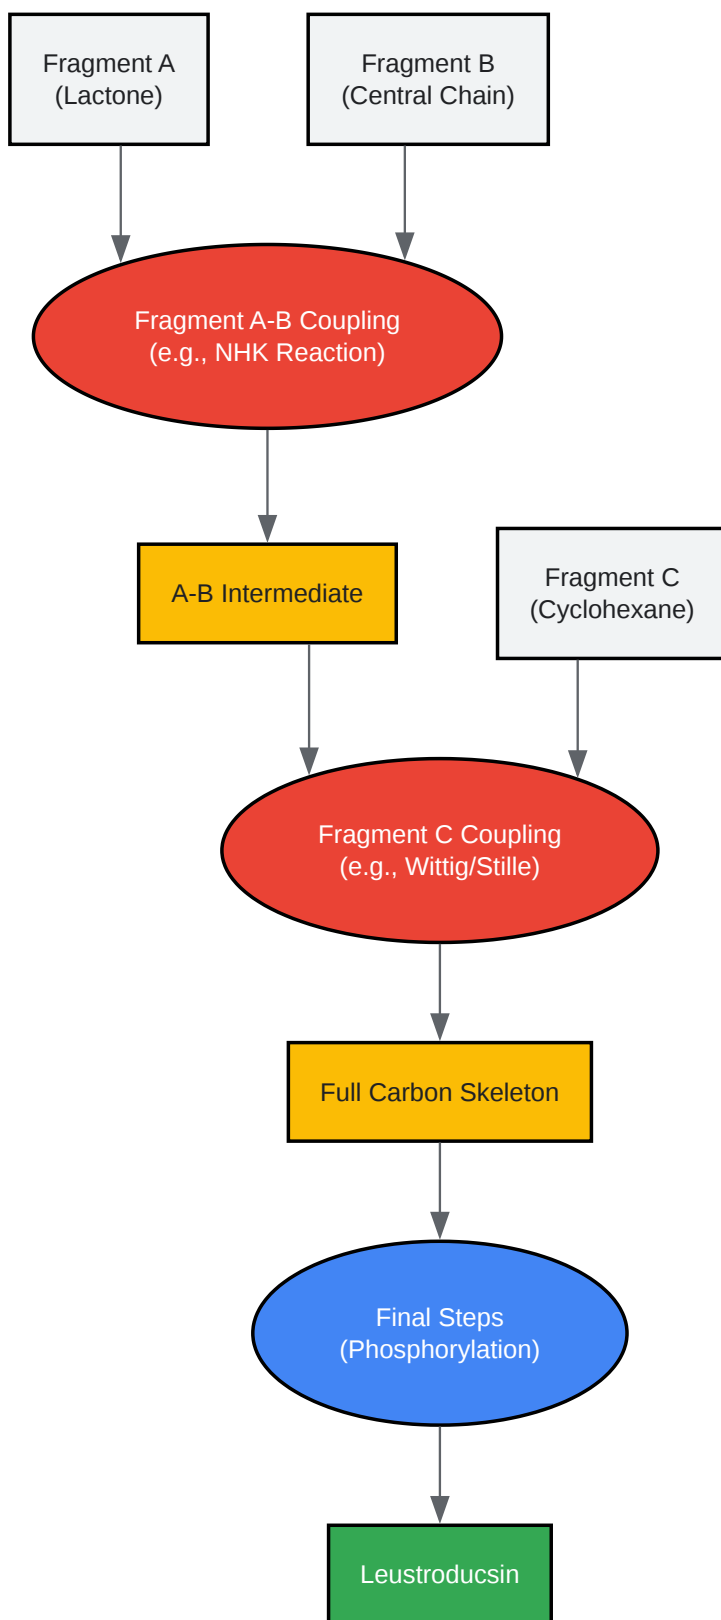 Fragment A
(Lactone)
Fragment B
(Central Chain)
Fragment A-B Coupling
(e.g., NHK Reaction)
A-B Intermediate
Fragment C
(Cyclohexane)
Fragment C Coupling
(e.g., Wittig/Stille)
Full Carbon Skeleton
Final Steps
(Phosphorylation)
Leustroducsin